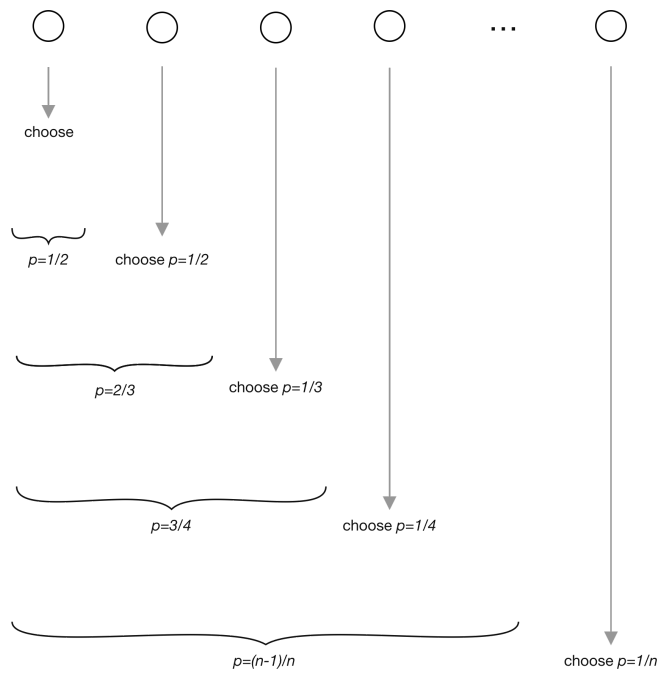 ...
choose
p=1/2 choose p=1/2
p=2/3 choose p=1/3
p=3/4 choose p=1/4
p=(n-1)/n choose p=1/n